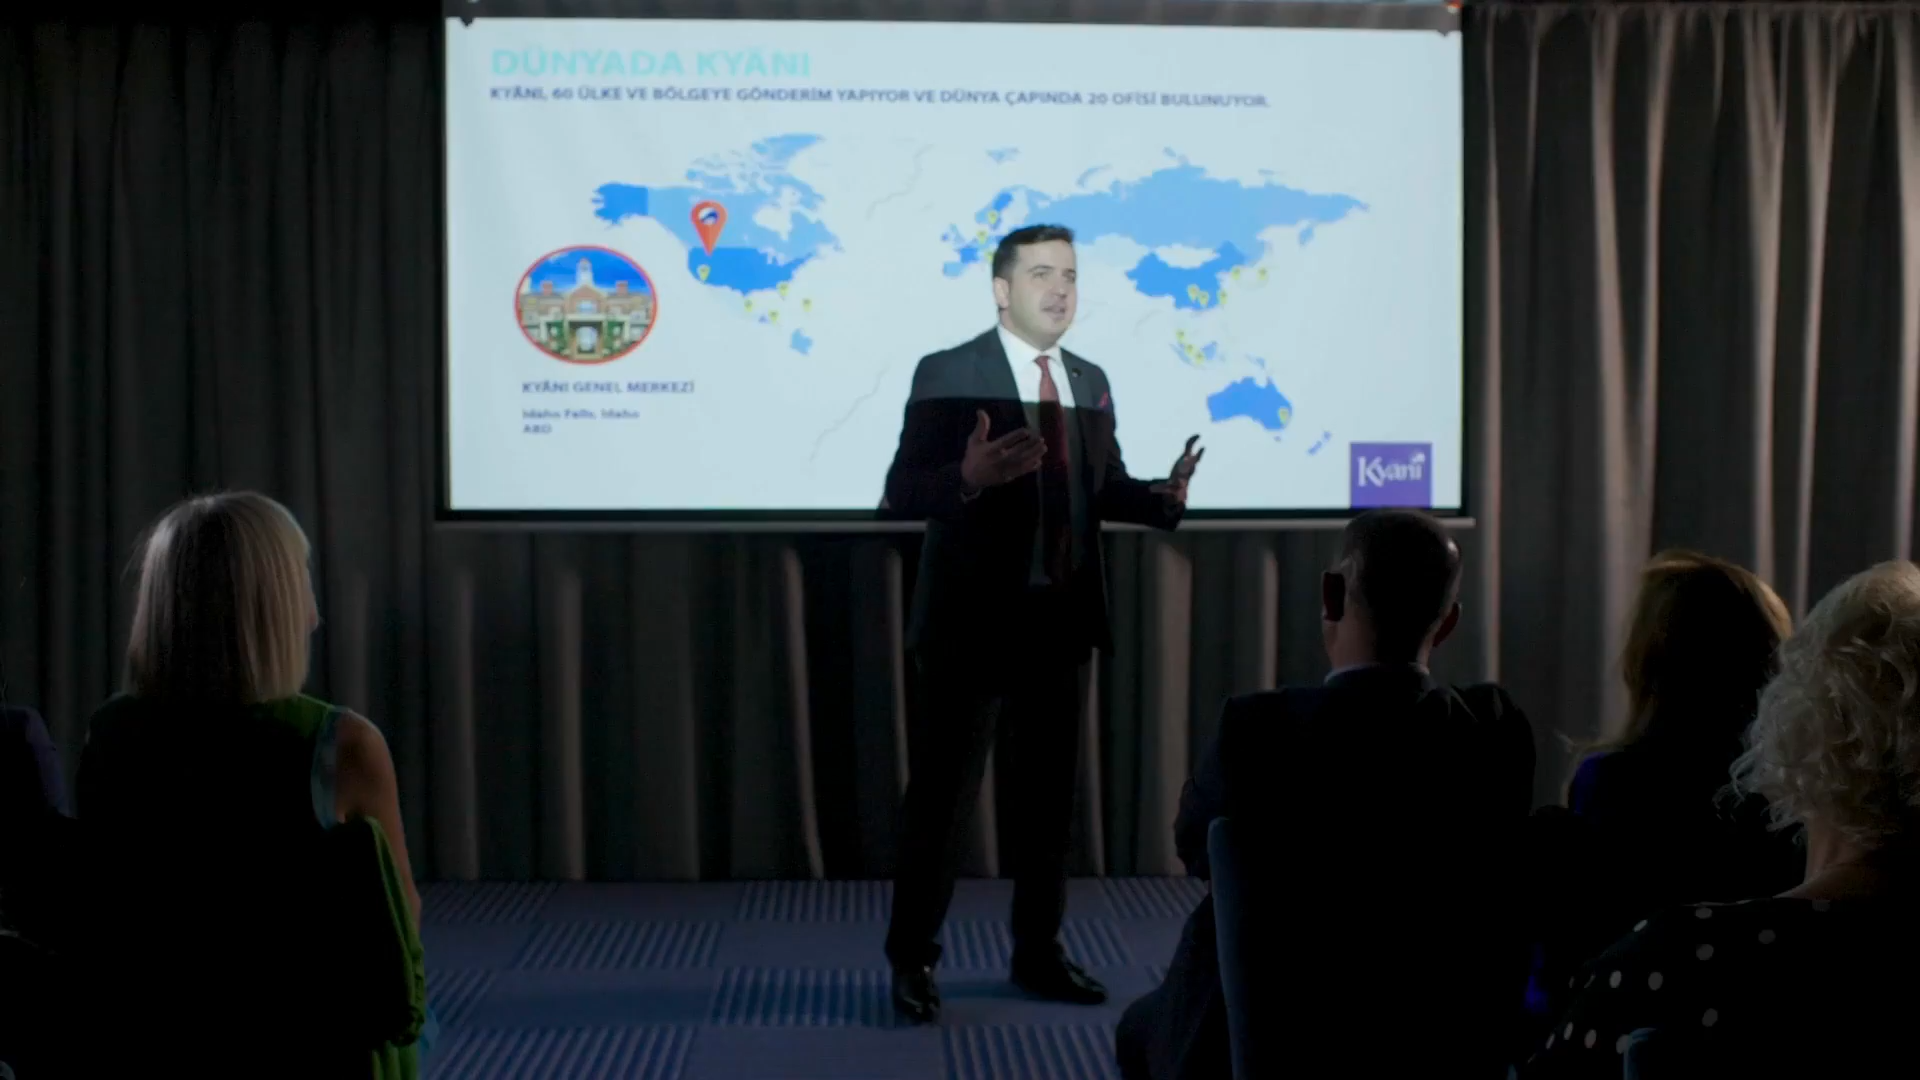 DÜNYADA KYÄNI
KYÄNI, 60 ÜLKE VE BÖLGEYE GÖNDERİM YAPIYOR VE DÜNYA ÇAPINDA 20 OFİSİ BULUNUYOR.
KYÄNI GENEL MERKEZİ
Idaho Falls, Idaho
ABD
Kyäni